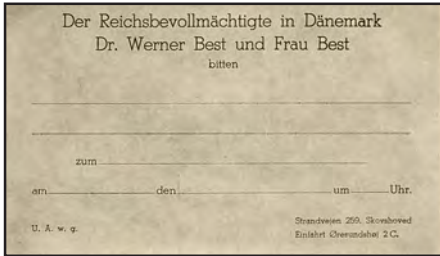 Der Reichsbevollmächtigte in Dänemark
Dr. Werner Best und Frau Best
bitten
zum
am den um Uhr.
U. A. w. g.
Strandvejen 259, Skovshoved
Einfahrt Øresundshøj 2 C.